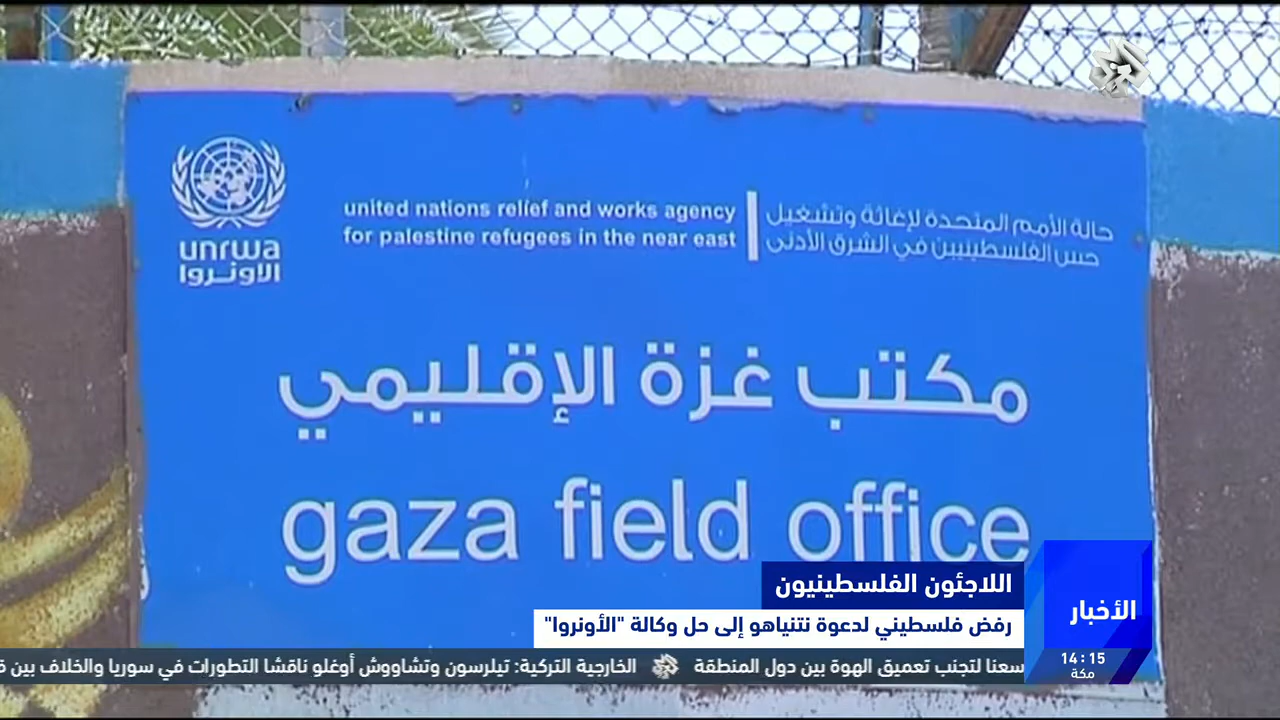 unrwa
الاونروا
united nations relief and works agency
for palestine refugees in the near east
حالة الأمم المتحدة لإغاثة وتشغيل
الفلسطينيين في الشرق الأدنى
مكتب غزة الإقليمي
gaza field office
اللاجئون الفلسطينيون
رفض فلسطيني لدعوة نتنياهو إلى حل وكالة "الأونروا"
الأخبار
14:15
مكة
سعنا لتجنب تعميق الهوة بين دول المنطقة
الخارجية التركية: تيلرسون وتشاووش أوغلو ناقشا التطورات في سوريا والخلاف بين